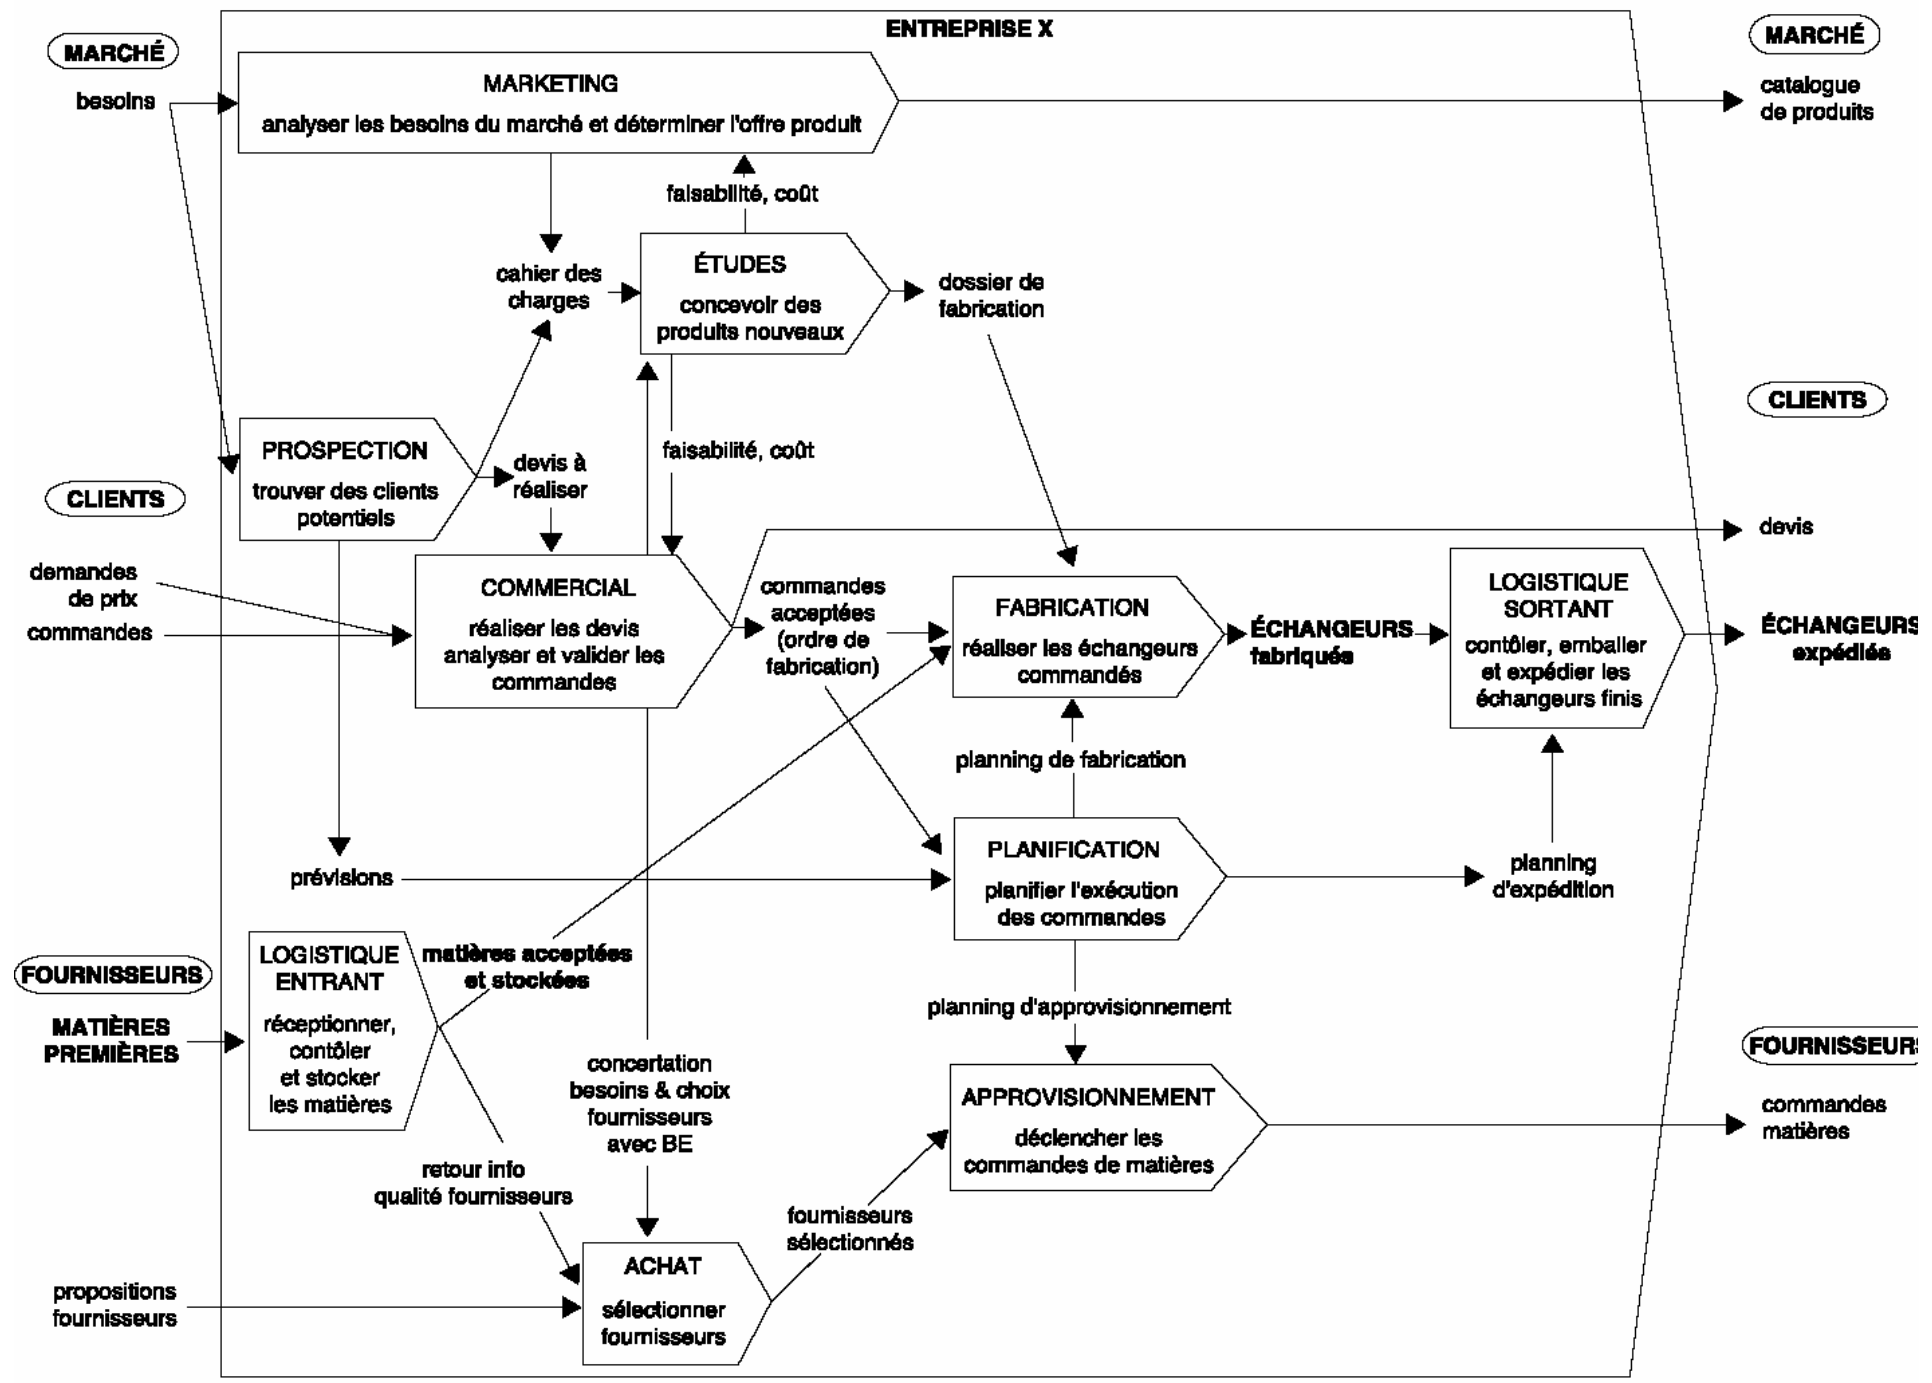 ENTREPRISE X
MARCHÉ
besoins
MARKETING
analyser les besoins du marché et déterminer l'offre produit
MARCHÉ
catalogue
de produits
faisabilité, coût
cahier des
charges
ÉTUDES
concevoir des
produits nouveaux
dossier de
fabrication
CLIENTS
PROSPECTION
trouver des clients
potentiels
devis à
réaliser
faisabilité, coût
CLIENTS
demandes
de prix
commandes
COMMERCIAL
réaliser les devis
analyser et valider les
commandes
commandes
acceptées
(ordre de
fabrication)
FABRICATION
réaliser les échangeurs
commandés
ÉCHANGEURS
fabriqués
LOGISTIQUE
SORTANT
contôler, emballer
et expédier les
échangeurs finis
devis
ÉCHANGEURS
expédiés
planning de fabrication
prévisions
PLANIFICATION
planifier l'exécution
des commandes
planning
d'expédition
FOURNISSEURS
MATIÈRES
PREMIÈRES
LOGISTIQUE
ENTRANT
réceptionner,
contôler
et stocker
les matières
matières acceptées
et stockées
planning d'approvisionnement
concertation
besoins & choix
fournisseurs
avec BE
APPROVISIONNEMENT
déclencher les
commandes de matières
FOURNISSEURS
commandes
matières
retour info
qualité fournisseurs
fournisseurs
sélectionnés
propositions
fournisseurs
ACHAT
sélectionner
fournisseurs